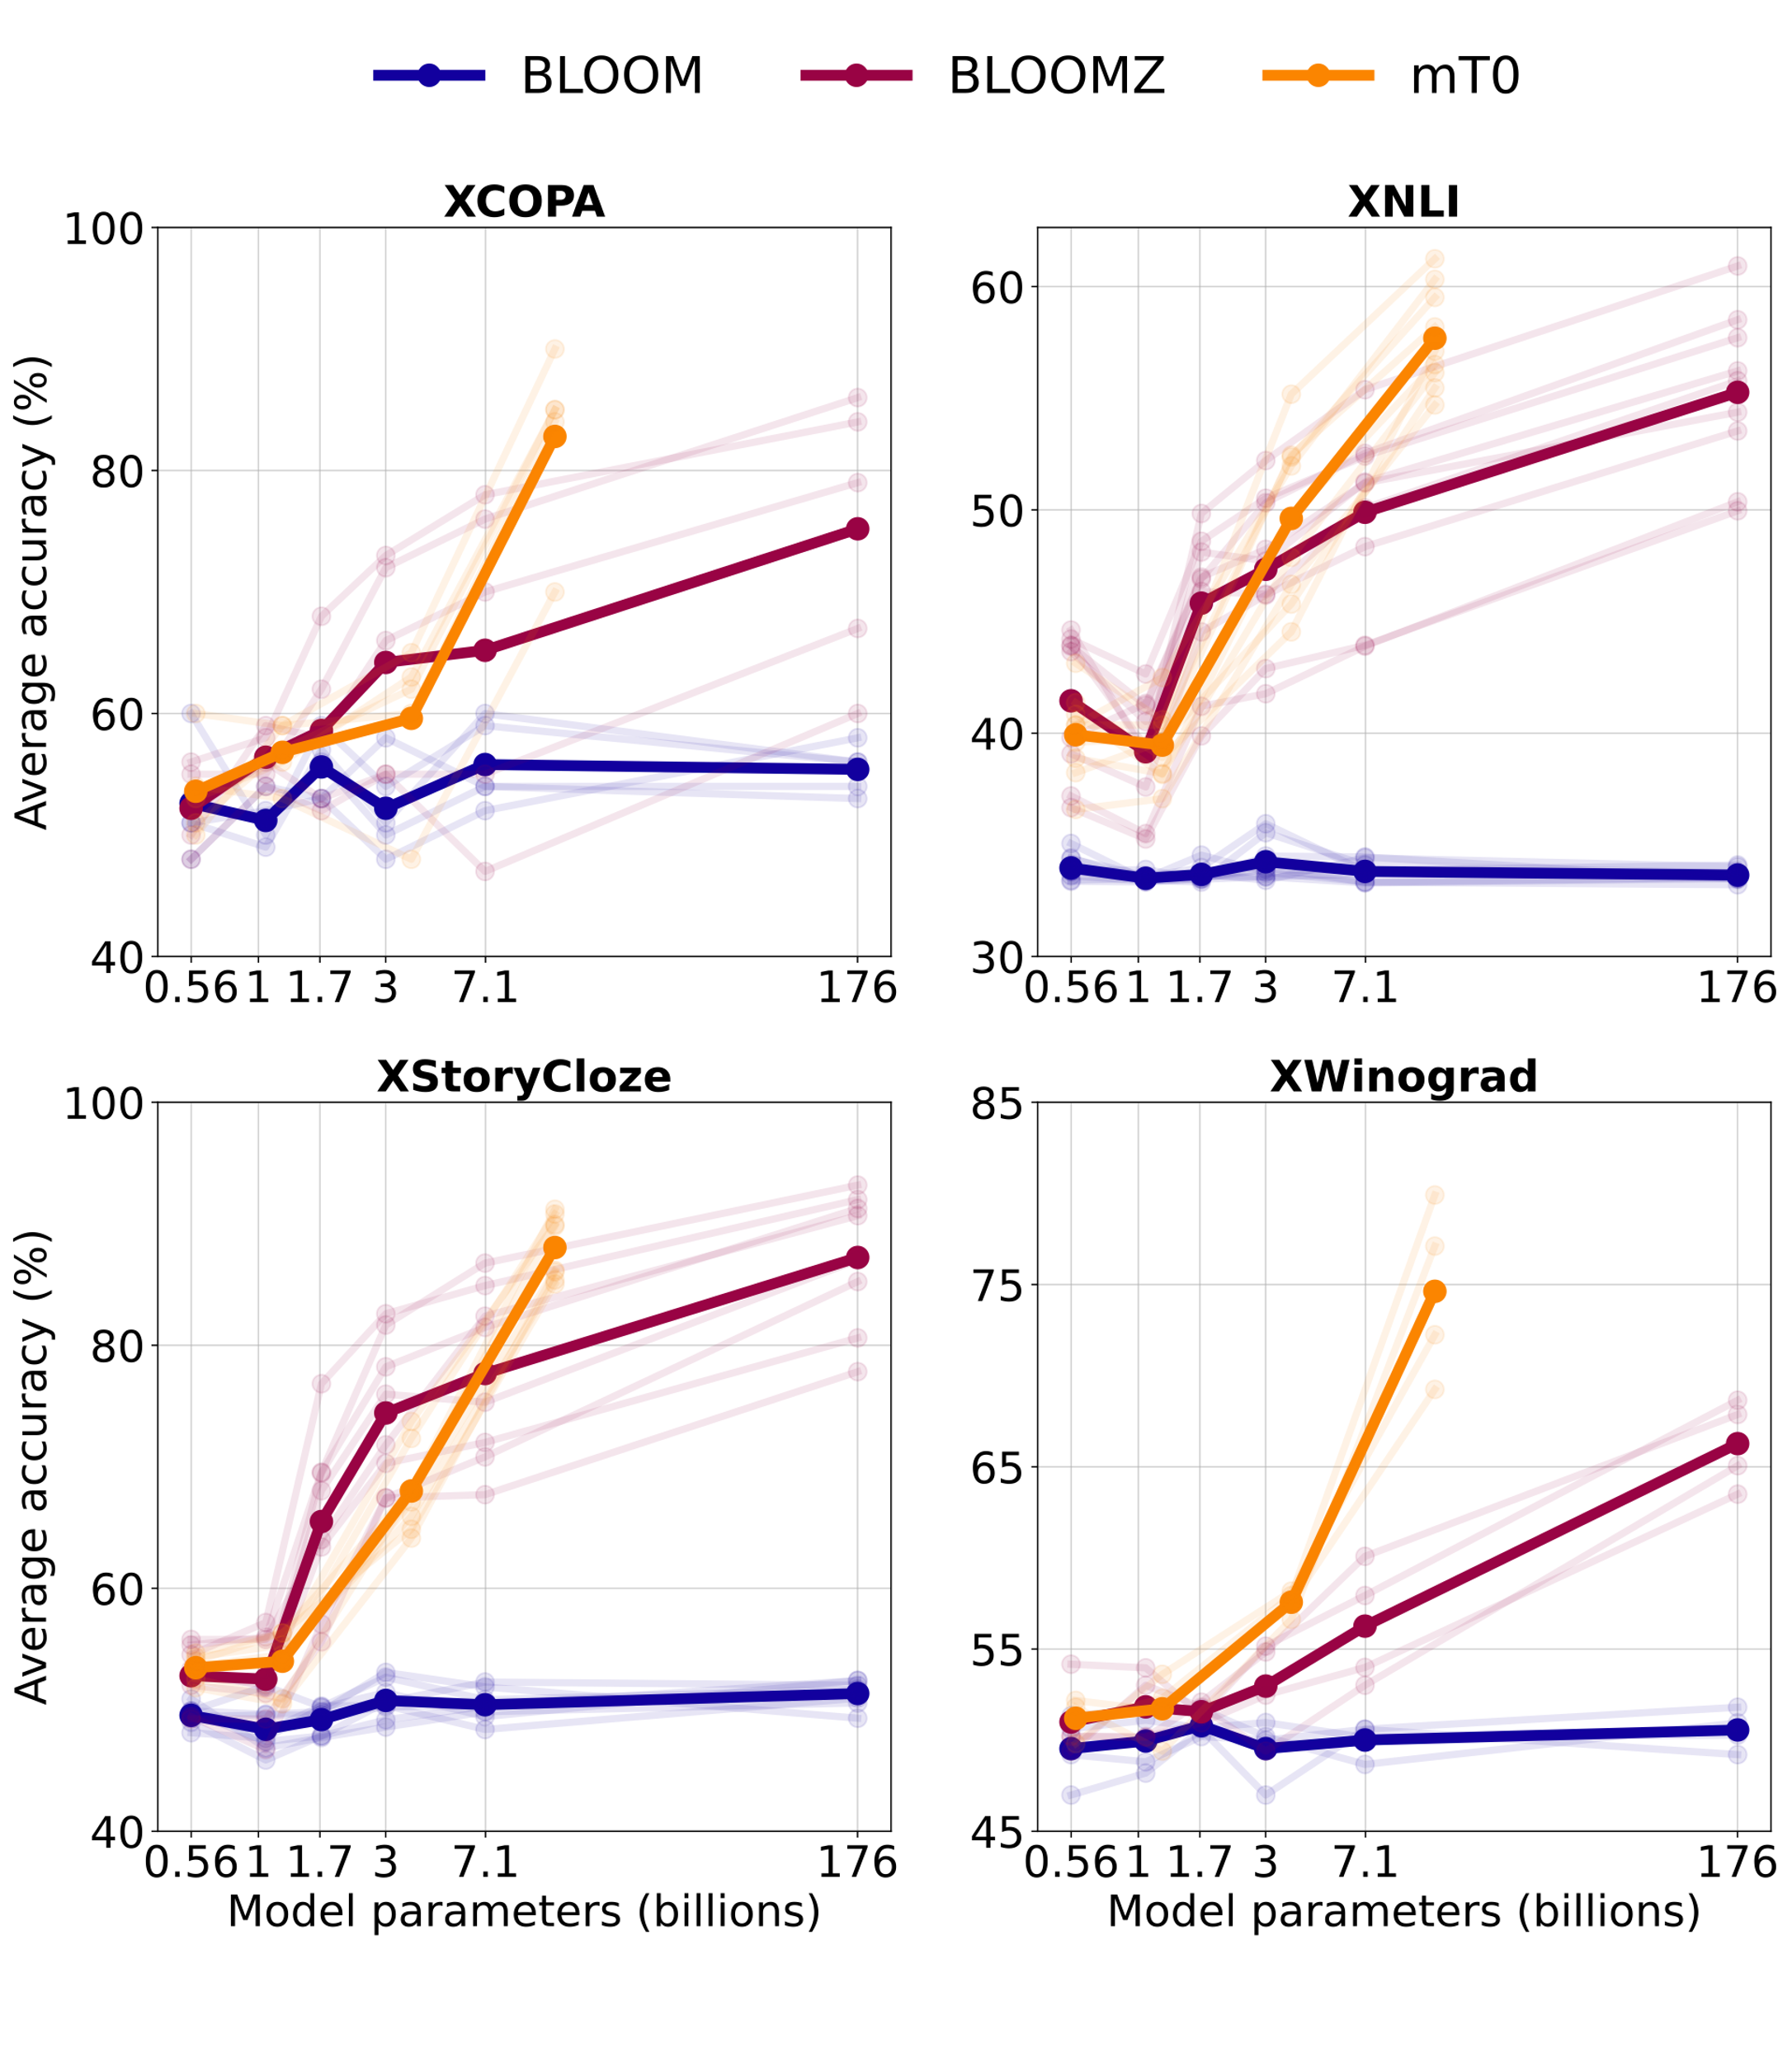 BLOOM BLOOMZ mT0
XCOPA XNLI
Average accuracy (%)
100
80
60
40
0.56 1 1.7 3 7.1 176
60
50
40
30
0.56 1 1.7 3 7.1 176
XStoryCloze XWinograd
Average accuracy (%)
100
80
60
40
0.56 1 1.7 3 7.1 176
Model parameters (billions)
85
75
65
55
45
0.56 1 1.7 3 7.1 176
Model parameters (billions)